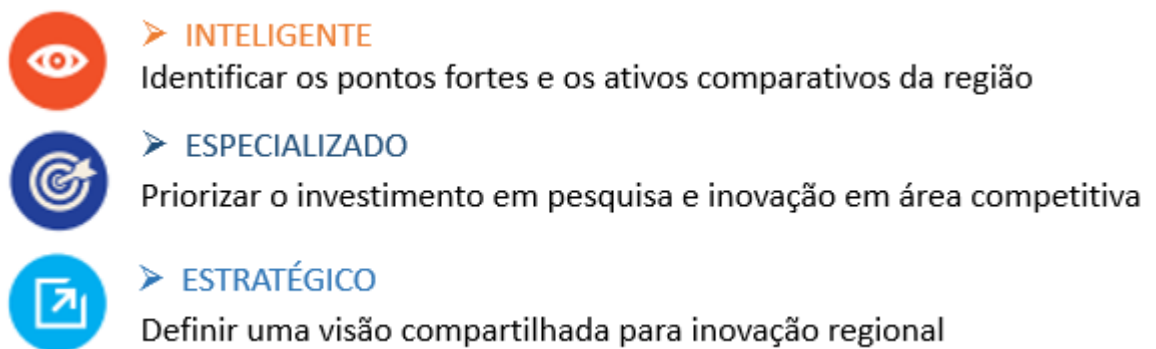 ➢ INTELIGENTE
Identificar os pontos fortes e os ativos comparativos da região
➢ ESPECIALIZADO
Priorizar o investimento em pesquisa e inovação em área competitiva
➢ ESTRATÉGICO
Definir uma visão compartilhada para inovação regional